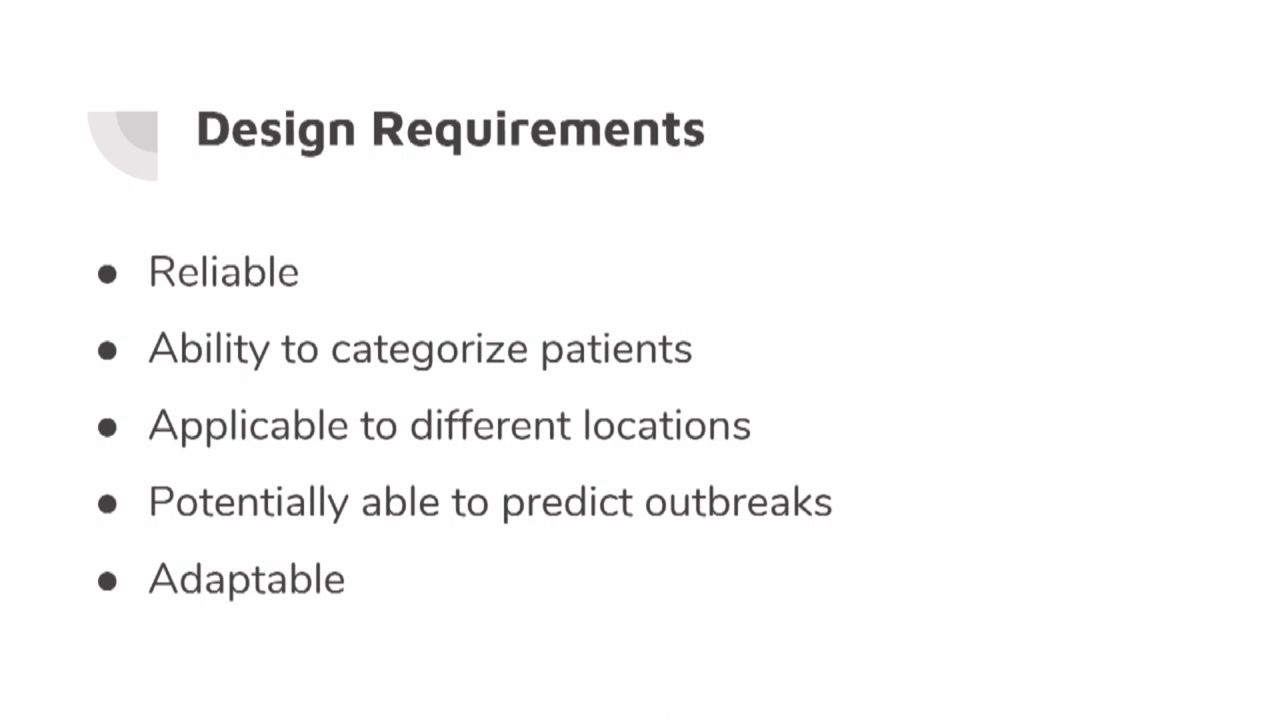 Design Requirements
● Reliable
● Ability to categorize patients
● Applicable to different locations
● Potentially able to predict outbreaks
● Adaptable